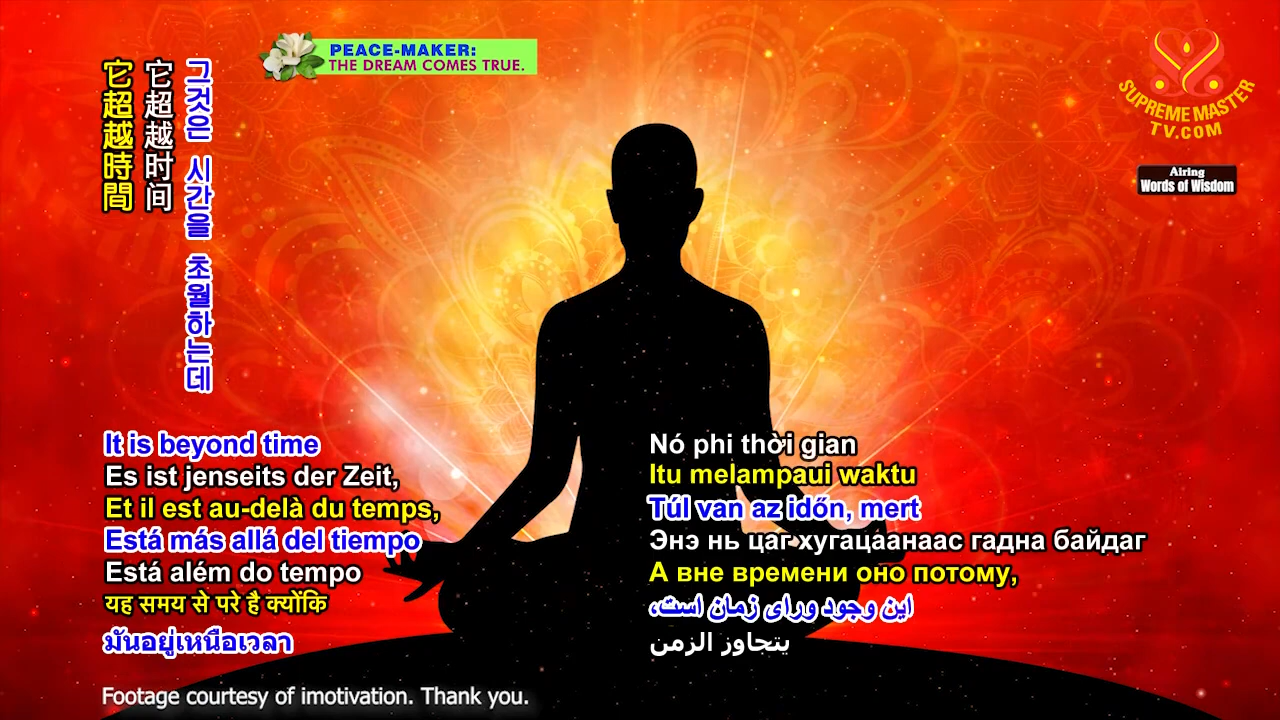 PEACE-MAKER:
THE DREAM COMES TRUE.
SUPREME MASTER
TV.COM
Airing
Words of Wisdom
它超越時間
它超越时间
그것은 시간을 초월하는데
It is beyond time
Es ist jenseits der Zeit,
Et il est au-delà du temps,
Está más allá del tiempo
Está além do tempo
यह समय से परे है क्योंकि
มันอยู่เหนือเวลา
Nó phi thời gian
Itu melampaui waktu
Túl van az időn, mert
Энэ нь цаг хугацаанаас гадна байдаг
А вне времени оно потому,
این وجود ورای زمان است،
يتجاوز الزمن
Footage courtesy of imotivation. Thank you.